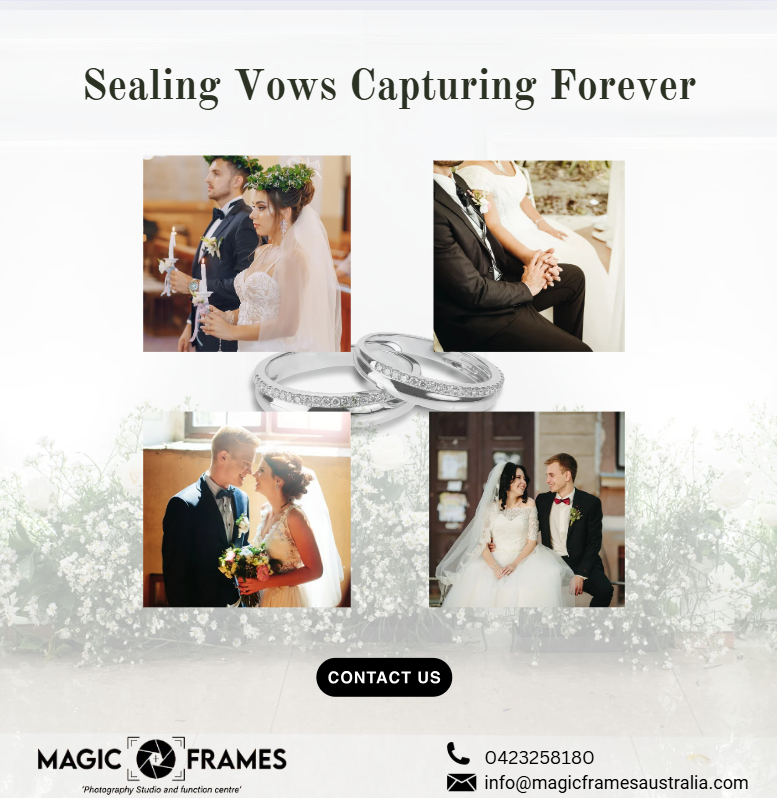 Sealing Vows Capturing Forever
CONTACT US
MAGIC FRAMES
'Photography Studio and function centre'
0423258180
info@magicframesaustralia.com